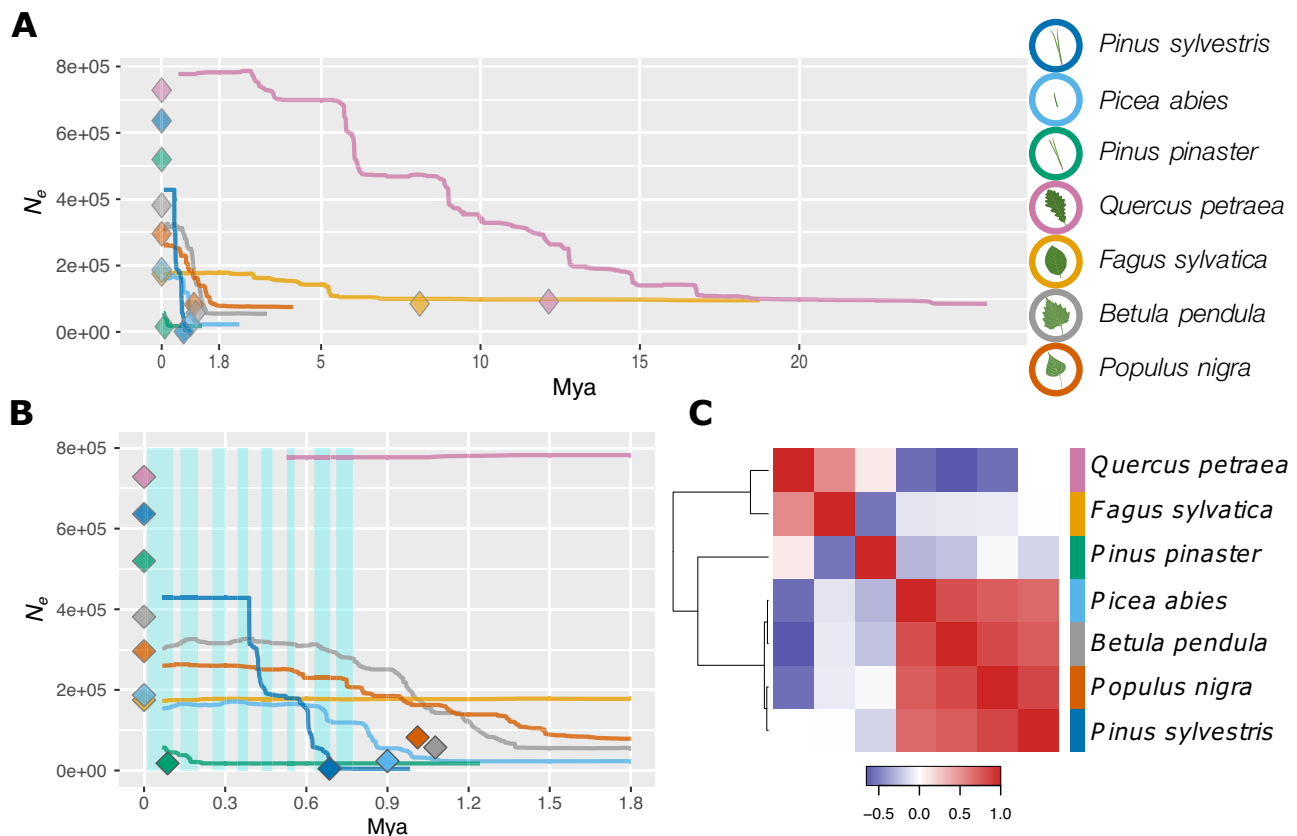 A
8e+05
6e+05
4e+05
2e+05
0e+00
Ne
0 1.8 5 10 15 20
Mya
Pinus sylvestris
Picea abies
Pinus pinaster
Quercus petraea
Fagus sylvatica
Betula pendula
Populus nigra
B
8e+05
6e+05
4e+05
2e+05
0e+00
Ne
0 0.3 0.6 0.9 1.2 1.5 1.8
Mya
C
Quercus petraea
Fagus sylvatica
Pinus pinaster
Picea abies
Betula pendula
Populus nigra
Pinus sylvestris
−0.5 0.0 0.5 1.0